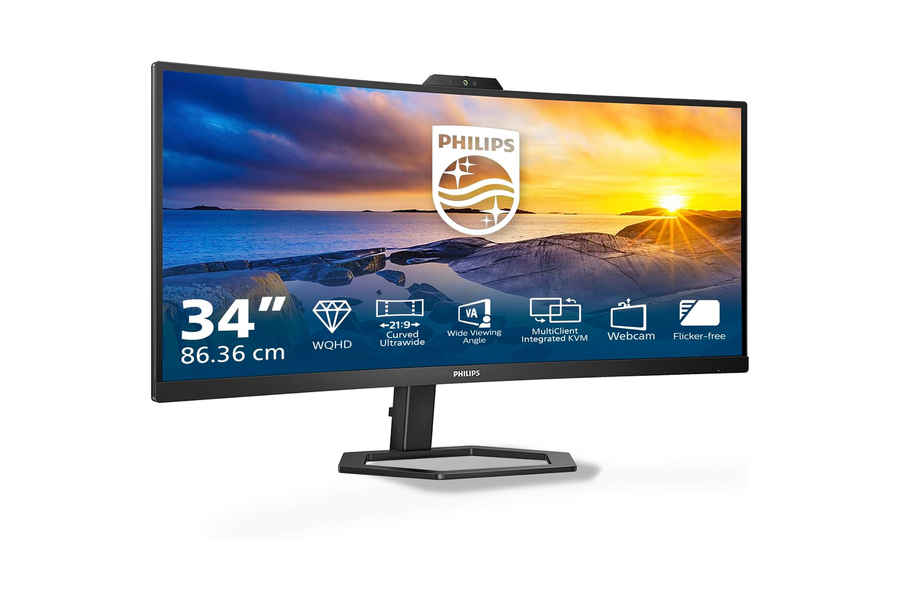 PHILIPS
34”
86.36 cm
WQHD
21:9
Curved
Ultrawide
VA
Wide Viewing
Angle
MultiClient
Integrated KVM
Webcam
Flicker-free
PHILIPS